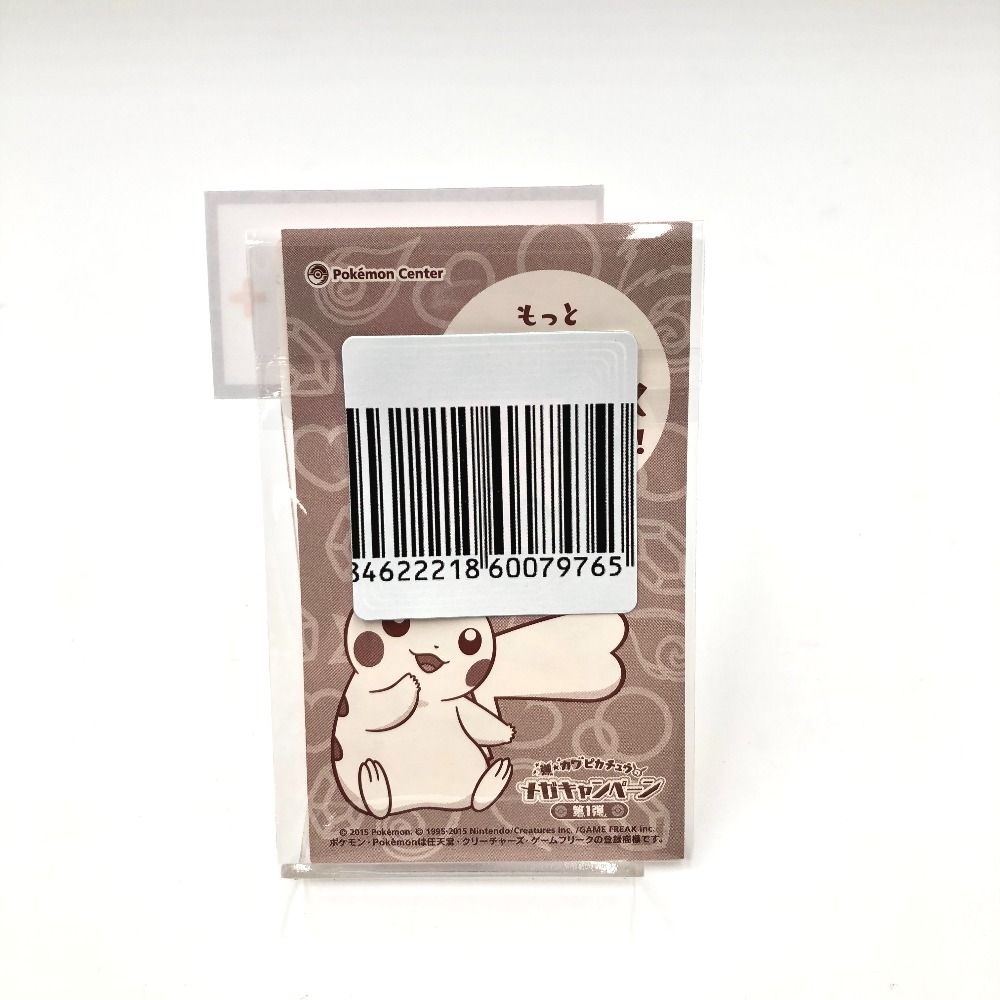 Pokémon Center
もっと
!
84622218 60079765
激★カワピカチュウ
メガキャンペーン
第1弾
© 2015 Pokémon. © 1995-2015 Nintendo/Creatures Inc. /GAME FREAK inc.
ポケモン・Pokémonは任天堂・クリーチャーズ・ゲームフリークの登録商標です。